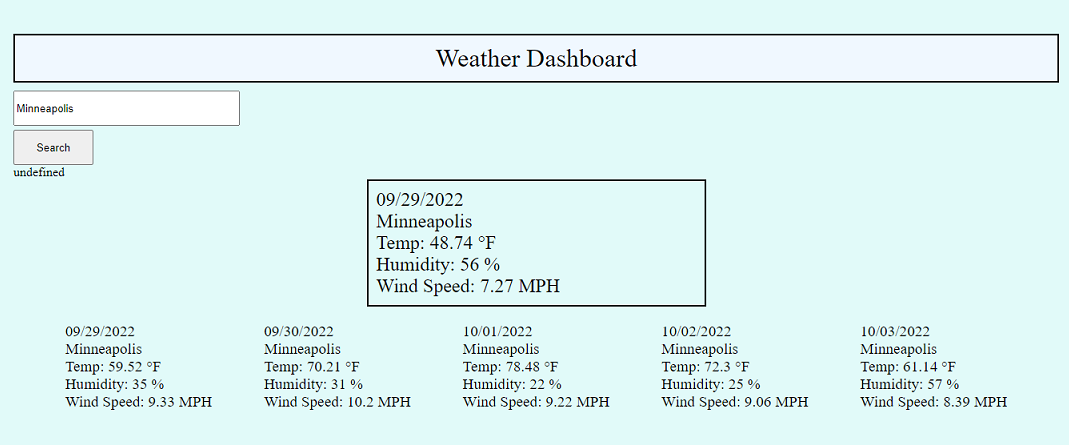 Weather Dashboard
Minneapolis
Search
undefined
09/29/2022
Minneapolis
Temp: 48.74 °F
Humidity: 56 %
Wind Speed: 7.27 MPH
09/29/2022
Minneapolis
Temp: 59.52 °F
Humidity: 35 %
Wind Speed: 9.33 MPH
09/30/2022
Minneapolis
Temp: 70.21 °F
Humidity: 31 %
Wind Speed: 10.2 MPH
10/01/2022
Minneapolis
Temp: 78.48 °F
Humidity: 22 %
Wind Speed: 9.22 MPH
10/02/2022
Minneapolis
Temp: 72.3 °F
Humidity: 25 %
Wind Speed: 9.06 MPH
10/03/2022
Minneapolis
Temp: 61.14 °F
Humidity: 57 %
Wind Speed: 8.39 MPH